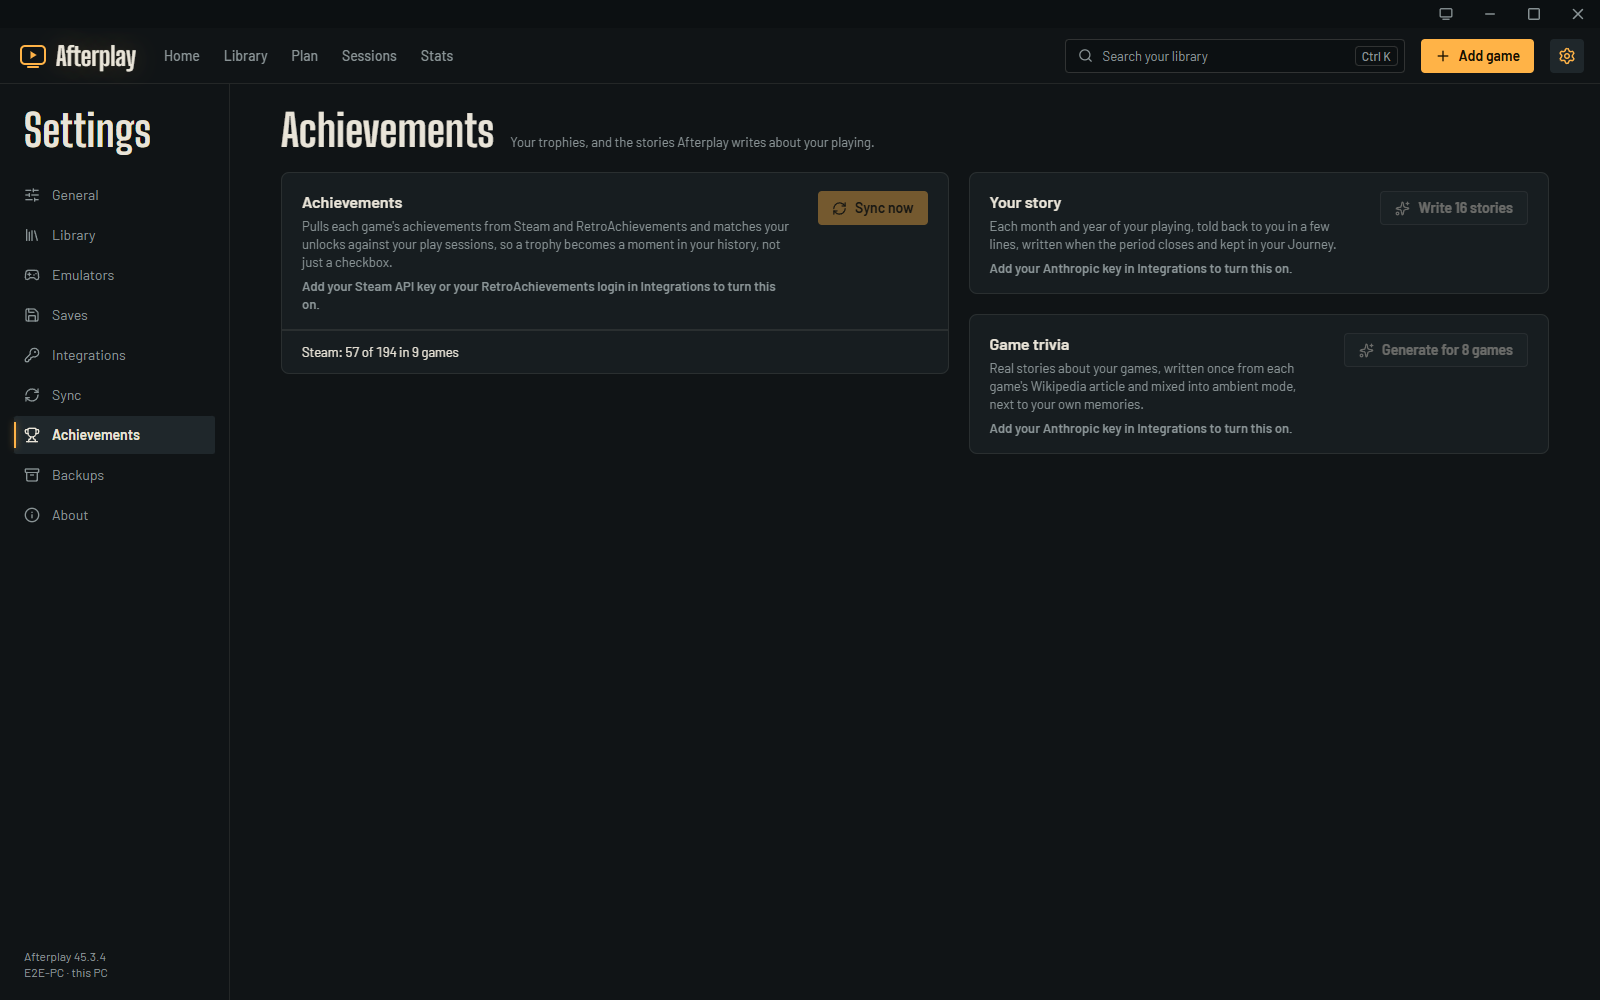 Afterplay
Home
Library
Plan
Sessions
Stats
Search your library
Ctrl K
Add game
Settings
General
Library
Emulators
Saves
Integrations
Sync
Achievements
Backups
About
Afterplay 45.3.4
E2E-PC · this PC
Achievements
Your trophies, and the stories Afterplay writes about your playing.
Achievements
Sync now
Pulls each game's achievements from Steam and RetroAchievements and matches your
unlocks against your play sessions, so a trophy becomes a moment in your history, not
just a checkbox.
Add your Steam API key or your RetroAchievements login in Integrations to turn this
on.
Steam: 57 of 194 in 9 games
Your story
Write 16 stories
Each month and year of your playing, told back to you in a few
lines, written when the period closes and kept in your Journey.
Add your Anthropic key in Integrations to turn this on.
Game trivia
Generate for 8 games
Real stories about your games, written once from each
game's Wikipedia article and mixed into ambient mode,
next to your own memories.
Add your Anthropic key in Integrations to turn this on.